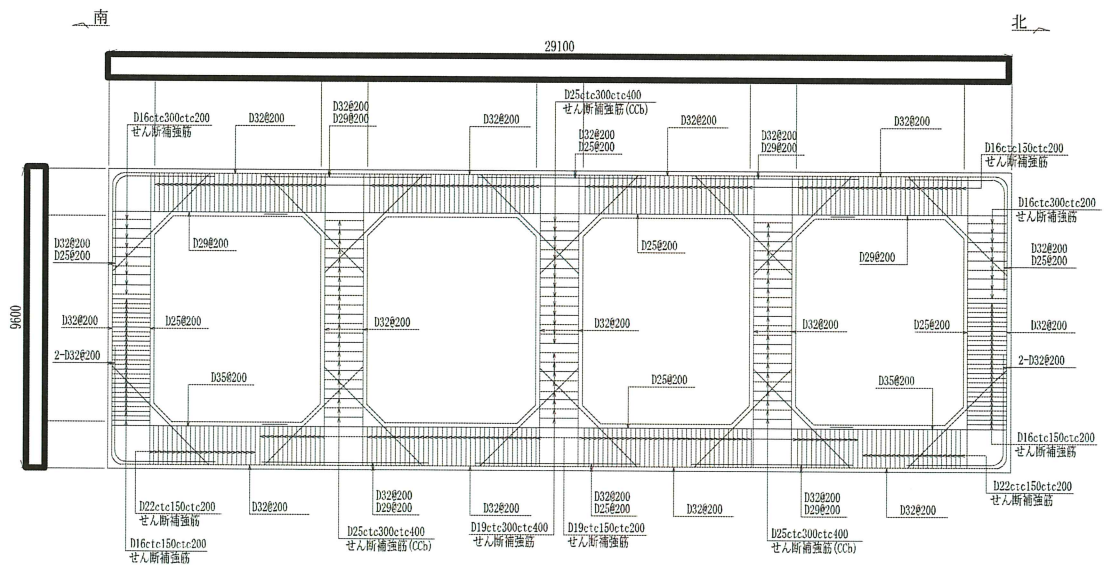 南
北
29100
D25ctc300ctc400
せん断補強筋(CCb)
D16ctc300ctc200
せん断補強筋
D32@200
D32@200
D29@200
D32@200
D32@200
D25@200
D32@200
D32@200
D29@200
D32@200
D16ctc150ctc200
せん断補強筋
D16ctc300ctc200
せん断補強筋
D32@200
D25@200
D29@200
D25@200
D29@200
D32@200
D25@200
9600
D32@200
D25@200
D32@200
D32@200
D32@200
D25@200
D32@200
2-D32@200
2-D32@200
D35@200
D25@200
D35@200
D16ctc150ctc200
せん断補強筋
D22ctc150ctc200
せん断補強筋
D22ctc150ctc200
せん断補強筋
D32@200
D32@200
D29@200
D32@200
D32@200
D25@200
D32@200
D32@200
D29@200
D32@200
D16ctc150ctc200
せん断補強筋
D25ctc300ctc400
せん断補強筋(CCb)
D19ctc300ctc400
せん断補強筋
D19ctc150ctc200
せん断補強筋
D25ctc300ctc400
せん断補強筋(CCb)